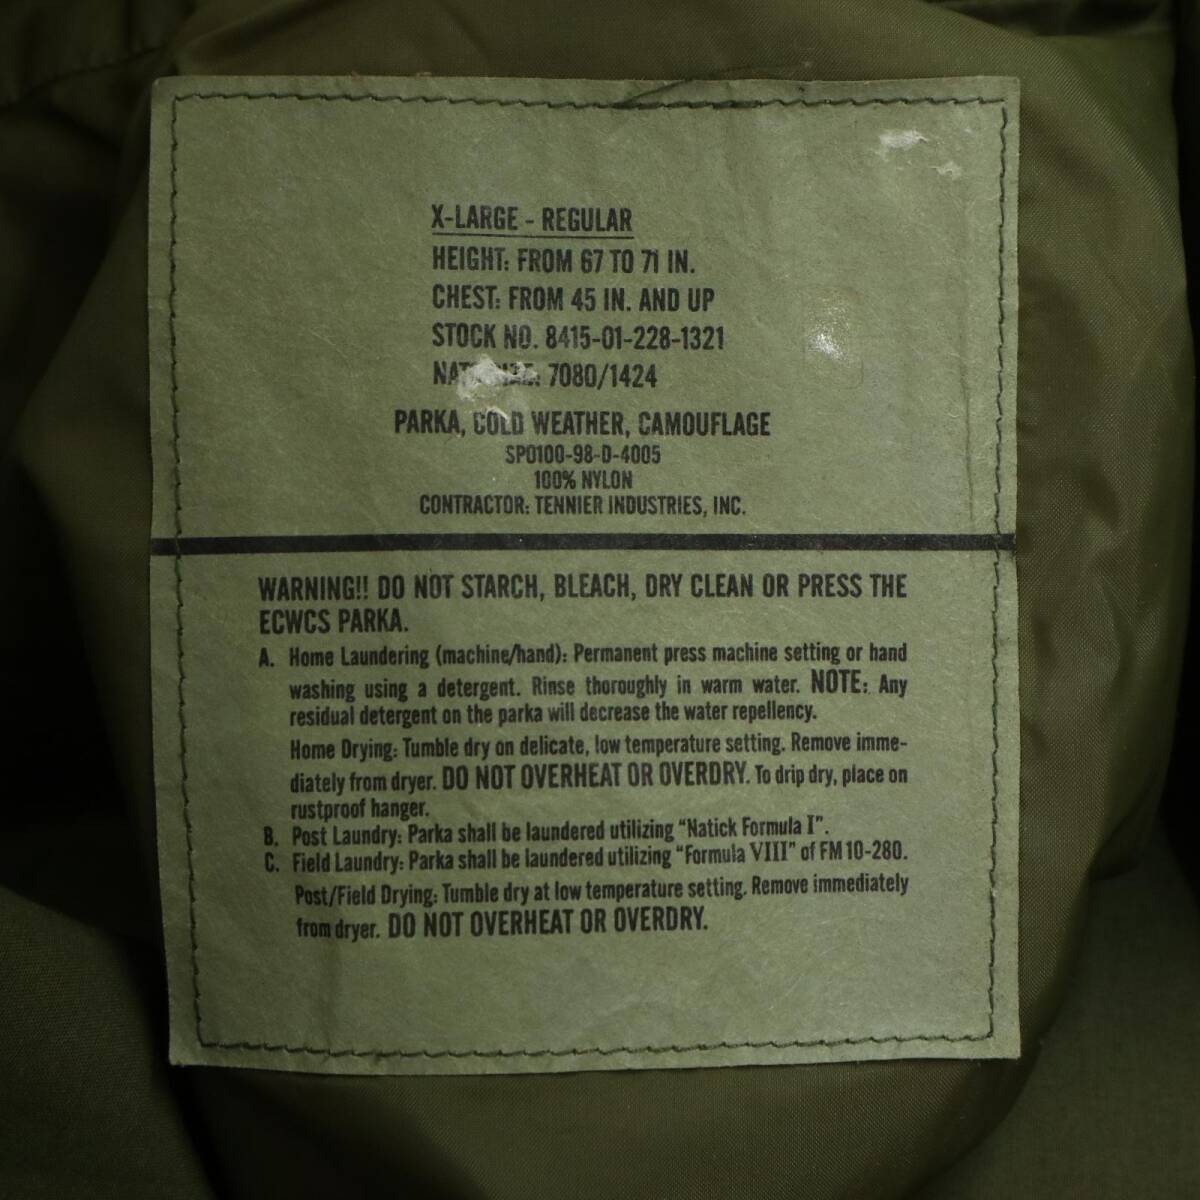 X-LARGE - REGULAR
HEIGHT: FROM 67 TO 71 IN.
CHEST: FROM 45 IN. AND UP
STOCK NO. 8415-01-228-1321
7080/1424
PARKA, COLD WEATHER, CAMOUFLAGE
SPO100-98-D-4005
100% NYLON
CONTRACTOR: TENNIER INDUSTRIES, INC.
WARNING!! DO NOT STARCH, BLEACH, DRY CLEAN OR PRESS THE
ECWCS PARKA.
A. Home Laundering (machine/hand): Permanent press machine setting or hand
washing using a detergent. Rinse thoroughly in warm water. NOTE: Any
residual detergent on the parka will decrease the water repellency.
Home Drying: Tumble dry on delicate, low temperature setting. Remove imme-
diately from dryer. DO NOT OVERHEAT OR OVERDRY. To drip dry, place on
rustproof hanger.
B. Post Laundry: Parka shall be laundered utilizing "Natick Formula I".
C. Field Laundry: Parka shall be laundered utilizing "Formula VIII" of FM 10-280.
Post/Field Drying: Tumble dry at low temperature setting. Remove immediately
from dryer. DO NOT OVERHEAT OR OVERDRY.